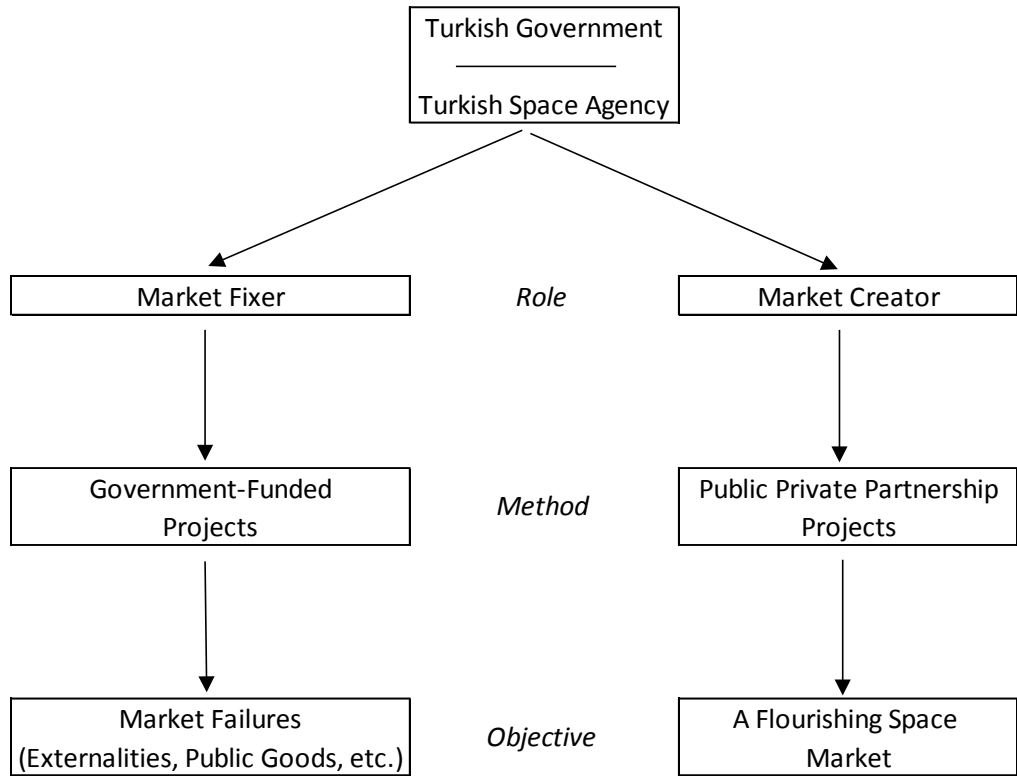 Turkish Government
Turkish Space Agency
Market Fixer
Role
Market Creator
Government-Funded
Projects
Method
Public Private Partnership
Projects
Market Failures
(Externalities, Public Goods, etc.)
Objective
A Flourishing Space
Market